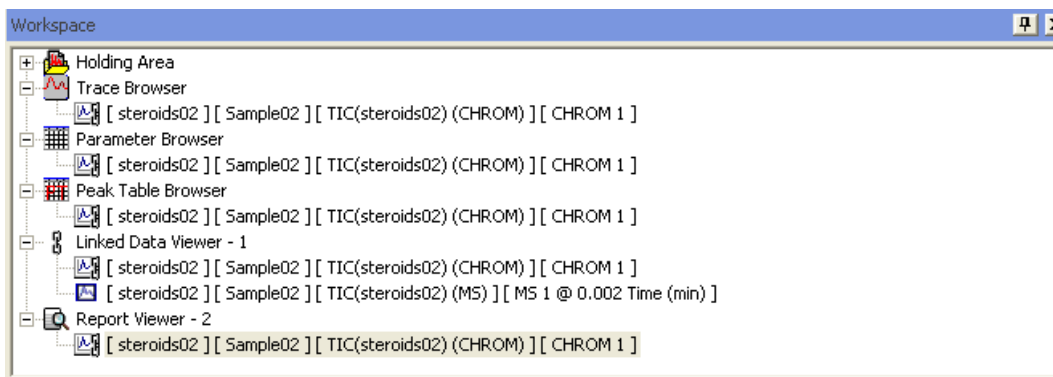 Workspace
Holding Area
Trace Browser
[ steroids02 ] [ Sample02 ] [ TIC(steroids02) (CHROM) ] [ CHROM 1 ]
Parameter Browser
[ steroids02 ] [ Sample02 ] [ TIC(steroids02) (CHROM) ] [ CHROM 1 ]
Peak Table Browser
[ steroids02 ] [ Sample02 ] [ TIC(steroids02) (CHROM) ] [ CHROM 1 ]
Linked Data Viewer - 1
[ steroids02 ] [ Sample02 ] [ TIC(steroids02) (CHROM) ] [ CHROM 1 ]
[ steroids02 ] [ Sample02 ] [ TIC(steroids02) (MS) ] [ MS 1 @ 0.002 Time (min) ]
Report Viewer - 2
[ steroids02 ] [ Sample02 ] [ TIC(steroids02) (CHROM) ] [ CHROM 1 ]